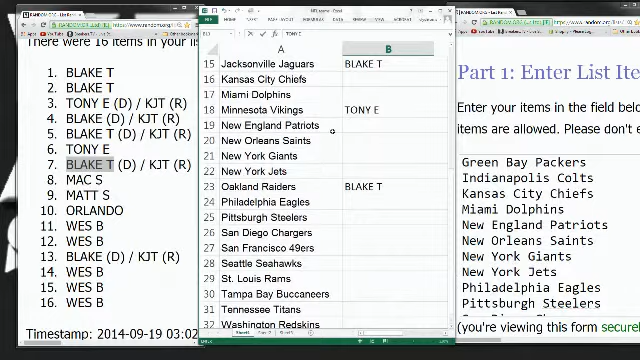 There were 16 items in your list
1. BLAKE T
2. BLAKE T
3. TONY E (D) / KJT (R)
4. BLAKE (D) / KJT (R)
5. BLAKE T (D) / KJT (R)
6. TONY E
7. BLAKE T (D) / KJT (R)
8. MAC S
9. MATT S
10. ORLANDO
11. WES B
12. WES B
13. BLAKE (D) / KJT (R)
14. WES B
15. WES B
16. WES B
Timestamp: 2014-09-19 03:02
TONY E
A B
15 Jacksonville Jaguars BLAKE T
16 Kansas City Chiefs
17 Miami Dolphins
18 Minnesota Vikings TONY E
19 New England Patriots
20 New Orleans Saints
21 New York Giants
22 New York Jets
23 Oakland Raiders BLAKE T
24 Philadelphia Eagles
25 Pittsburgh Steelers
26 San Diego Chargers
27 San Francisco 49ers
28 Seattle Seahawks
29 St. Louis Rams
30 Tampa Bay Buccaneers
31 Tennessee Titans
32 Washington Redskins
Part 1: Enter List Ite
Enter your items in the field belo
items are allowed. Please don't e
Green Bay Packers
Indianapolis Colts
Kansas City Chiefs
Miami Dolphins
New England Patriots
New Orleans Saints
New York Giants
New York Jets
Philadelphia Eagles
Pittsburgh Steelers
(you're viewing this form secure